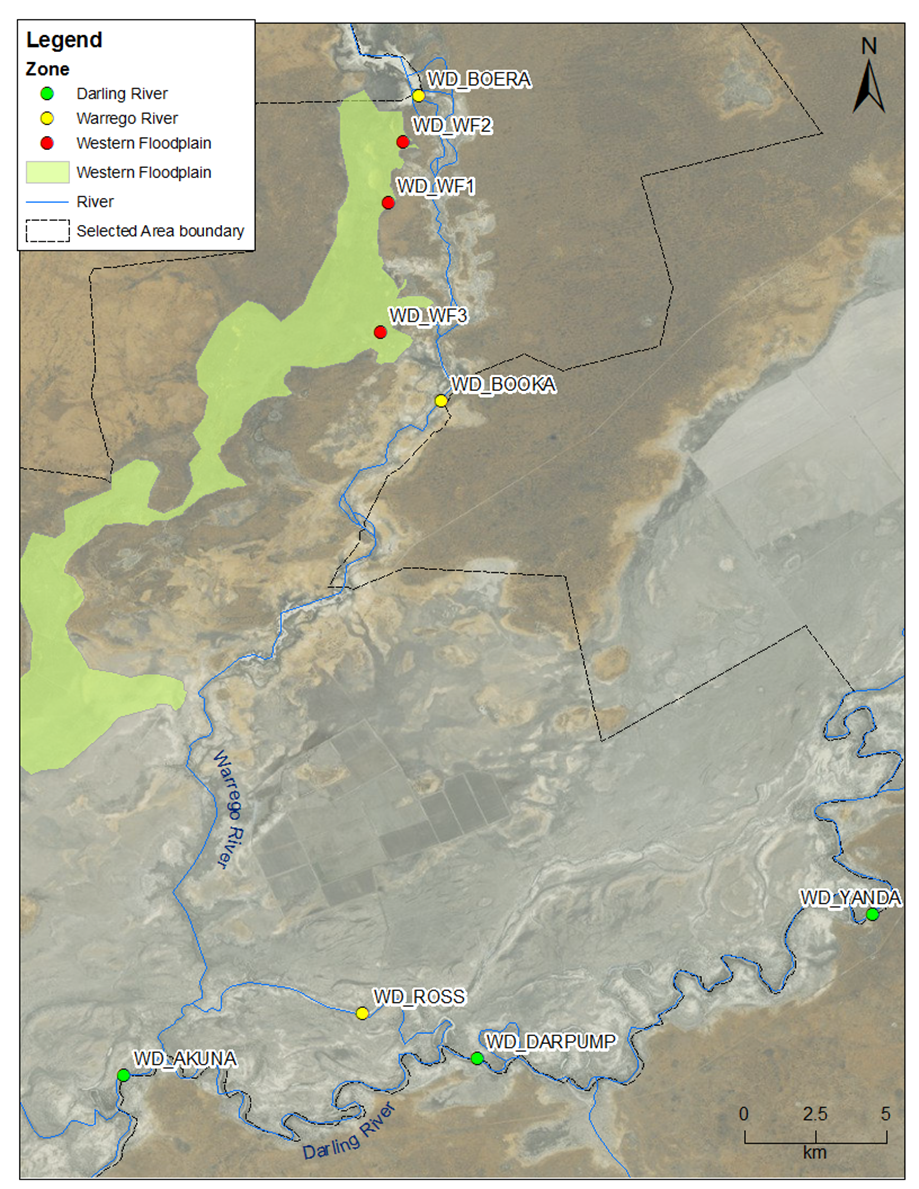 Legend
Zone
Darling River
Warrego River
Western Floodplain
Western Floodplain
River
Selected Area boundary
N
WD_BOERA
WD_WF2
WD_WF1
WD_WF3
WD_BOOKA
Warrego River
WD_YANDA
WD_ROSS
WD_DARPUMP
WD_AKUNA
Darling River
0 2.5 5
km